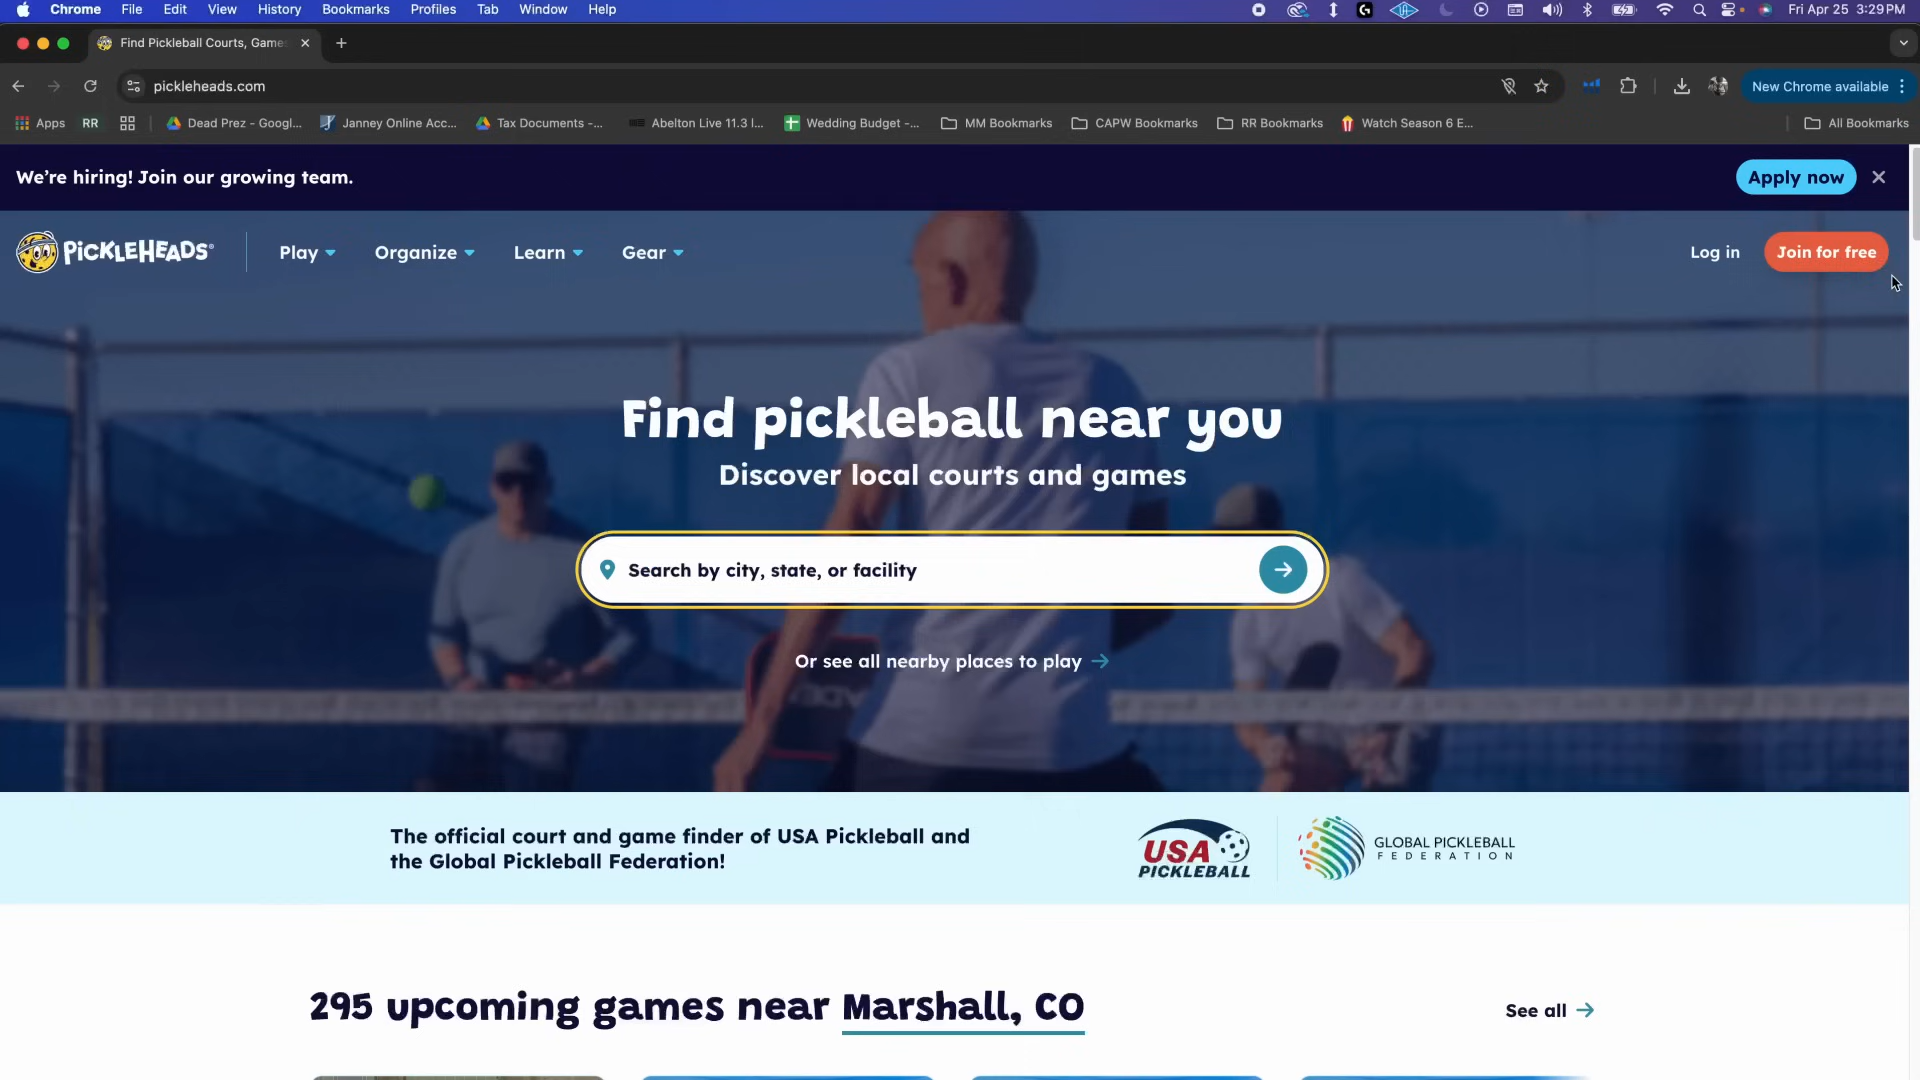 Chrome File Edit View History Bookmarks Profiles Tab Window Help Fri Apr 25 3:29 PM
Find Pickleball Courts, Games
pickleheads.com New Chrome available
Apps RR Dead Prez - Googl... Janney Online Acc... Tax Documents -... Abelton Live 11.3 I... Wedding Budget -... MM Bookmarks CAPW Bookmarks RR Bookmarks Watch Season 6 E... All Bookmarks
We're hiring! Join our growing team. Apply now
PICKLEHEADS Play Organize Learn Gear Log in Join for free
Find pickleball near you
Discover local courts and games
Search by city, state, or facility
Or see all nearby places to play
The official court and game finder of USA Pickleball and
the Global Pickleball Federation!
USA
PICKLEBALL
GLOBAL PICKLEBALL
FEDERATION
295 upcoming games near Marshall, CO See all